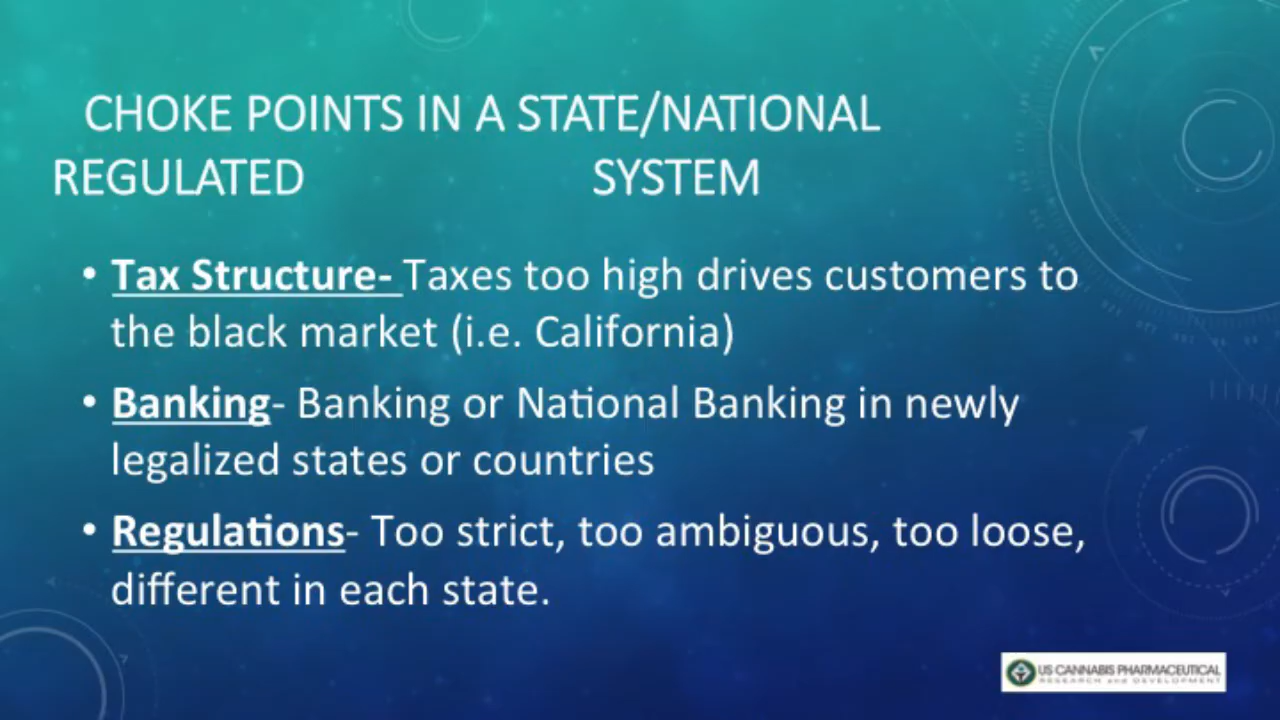 CHOKE POINTS IN A STATE/NATIONAL
REGULATED SYSTEM
• Tax Structure- Taxes too high drives customers to
the black market (i.e. California)
• Banking- Banking or National Banking in newly
legalized states or countries
• Regulations- Too strict, too ambiguous, too loose,
different in each state.
US CANNABIS PHARMACEUTICAL
RESEARCH and DEVELOPMENT